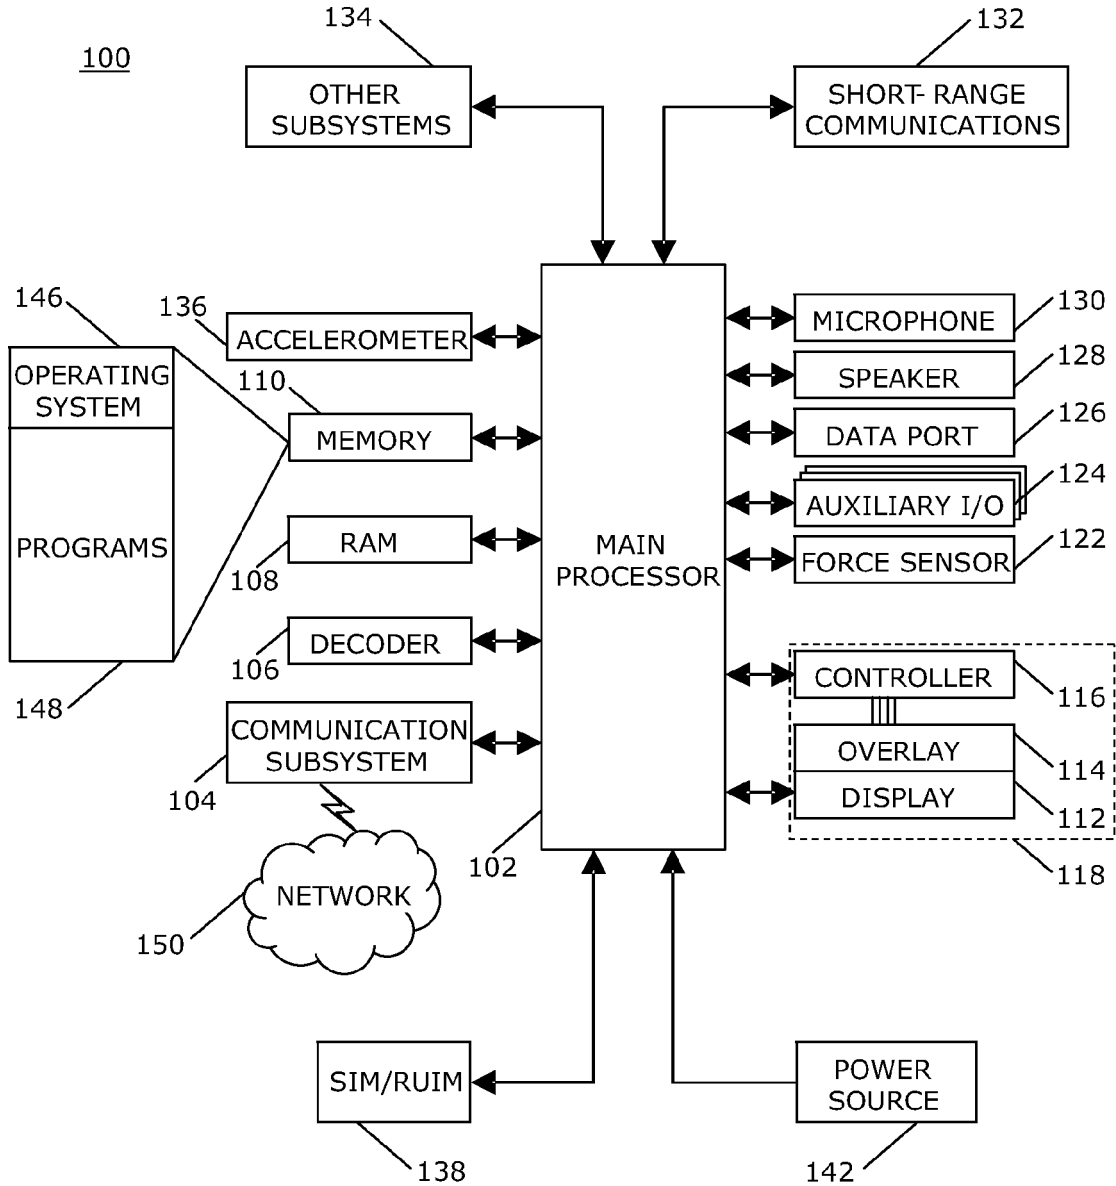 134
132
100
OTHER
SUBSYSTEMS
SHORT-RANGE
COMMUNICATIONS
146
136
ACCELEROMETER
130
MICROPHONE
OPERATING
SYSTEM
110
MEMORY
128
SPEAKER
126
DATA PORT
124
AUXILIARY I/O
PROGRAMS
RAM
108
MAIN
PROCESSOR
122
FORCE SENSOR
DECODER
106
148
CONTROLLER
116
COMMUNICATION
SUBSYSTEM
104
OVERLAY
114
DISPLAY
112
102
118
NETWORK
150
SIM/RUIM
138
POWER
SOURCE
142